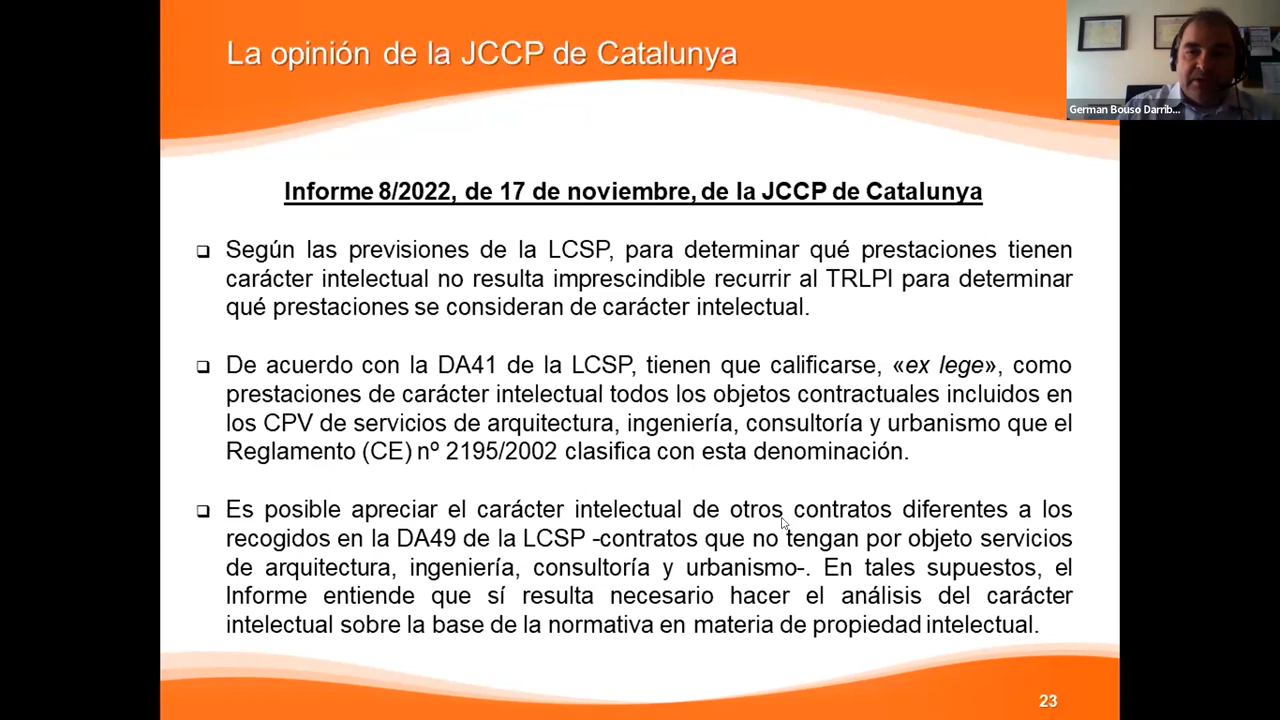 La opinión de la JCCP de Catalunya
German Bouso Darrib...
Informe 8/2022, de 17 de noviembre, de la JCCP de Catalunya
❑ Según las previsiones de la LCSP, para determinar qué prestaciones tienen
carácter intelectual no resulta imprescindible recurrir al TRLPI para determinar
qué prestaciones se consideran de carácter intelectual.
❑ De acuerdo con la DA41 de la LCSP, tienen que calificarse, «ex lege», como
prestaciones de carácter intelectual todos los objetos contractuales incluidos en
los CPV de servicios de arquitectura, ingeniería, consultoría y urbanismo que el
Reglamento (CE) nº 2195/2002 clasifica con esta denominación.
❑ Es posible apreciar el carácter intelectual de otros contratos diferentes a los
recogidos en la DA49 de la LCSP -contratos que no tengan por objeto servicios
de arquitectura, ingeniería, consultoría y urbanismo-. En tales supuestos, el
Informe entiende que sí resulta necesario hacer el análisis del carácter
intelectual sobre la base de la normativa en materia de propiedad intelectual.
23